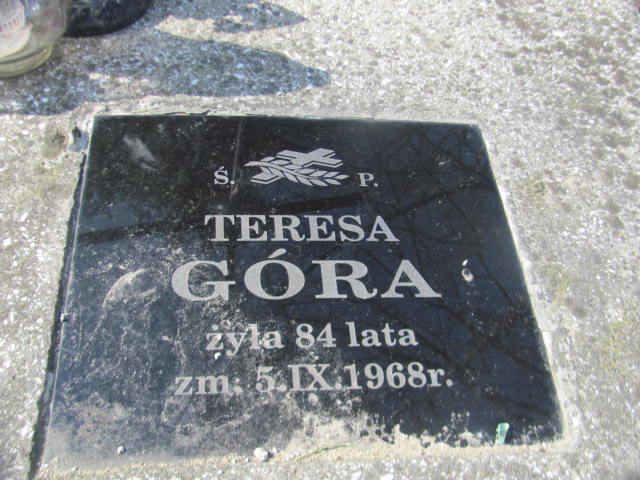 Ś. P.
TERESA
GÓRA
żyła 84 lata
zm. 5.IX.1968r.